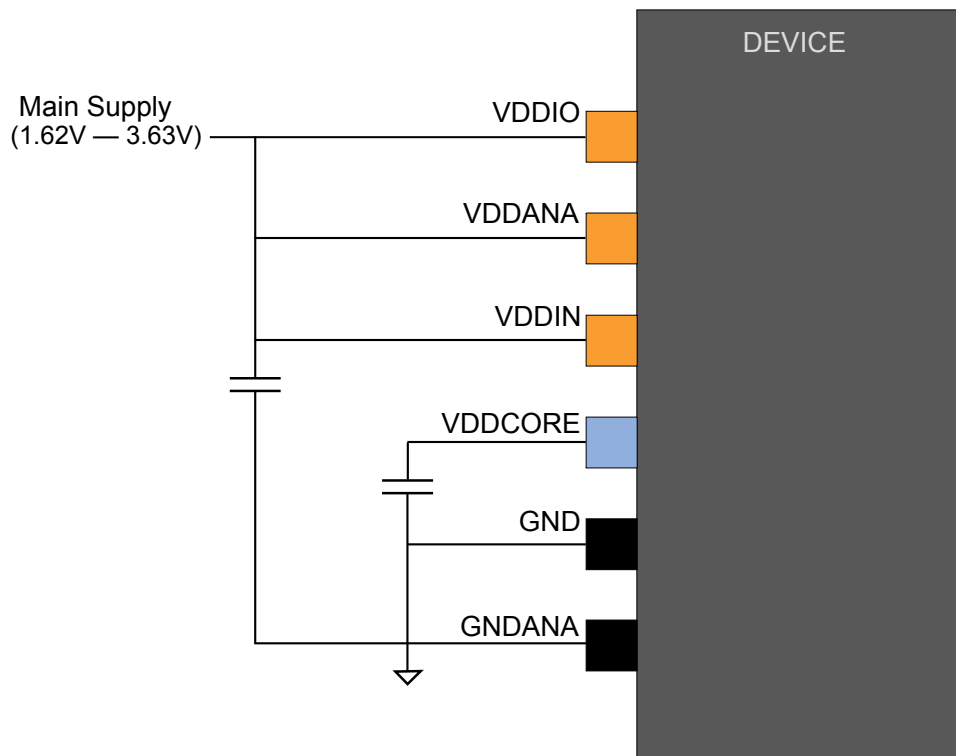 DEVICE
Main Supply
(1.62V — 3.63V)
VDDIO
VDDANA
VDDIN
VDDCORE
GND
GNDANA